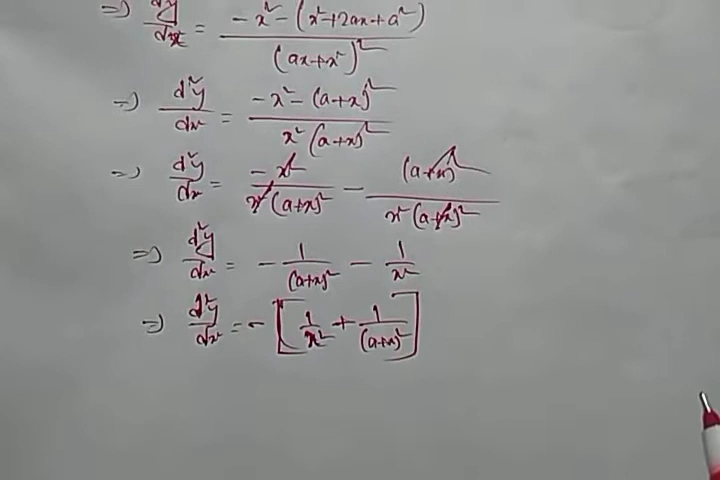 ⇒ d²y/dx² = (-x² - (x²+2ax+a²))/(ax+x²)²
⇒ d²y/dx² = (-x² - (a+x)²)/(x²(a+x)²)
⇒ d²y/dx² = -x²/(x²(a+x)²) - (a+x)²/(x²(a+x)²)
⇒ d²y/dx² = - 1/(a+x)² - 1/x²
⇒ d²y/dx² = - [1/x² + 1/(a+x)²]